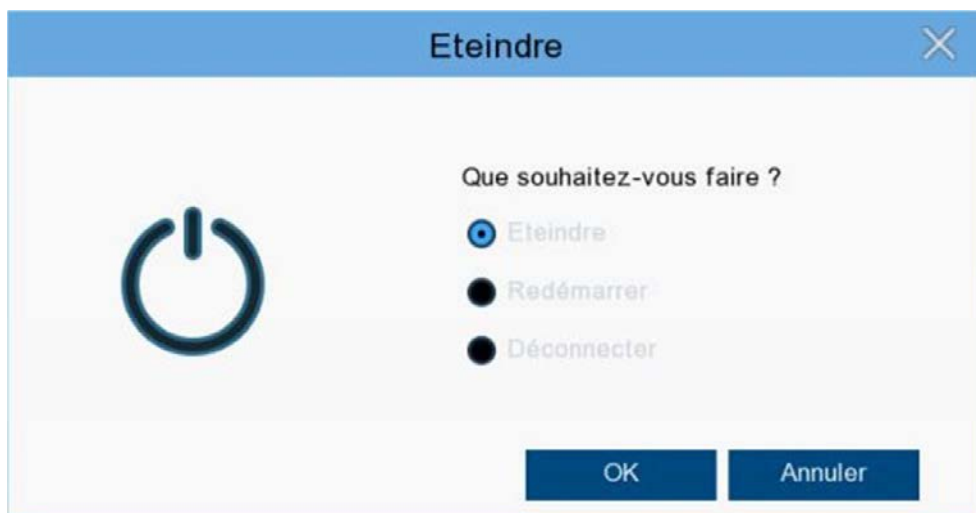 Eteindre
Que souhaitez-vous faire ?
Eteindre
Redémarrer
Déconnecter
OK
Annuler